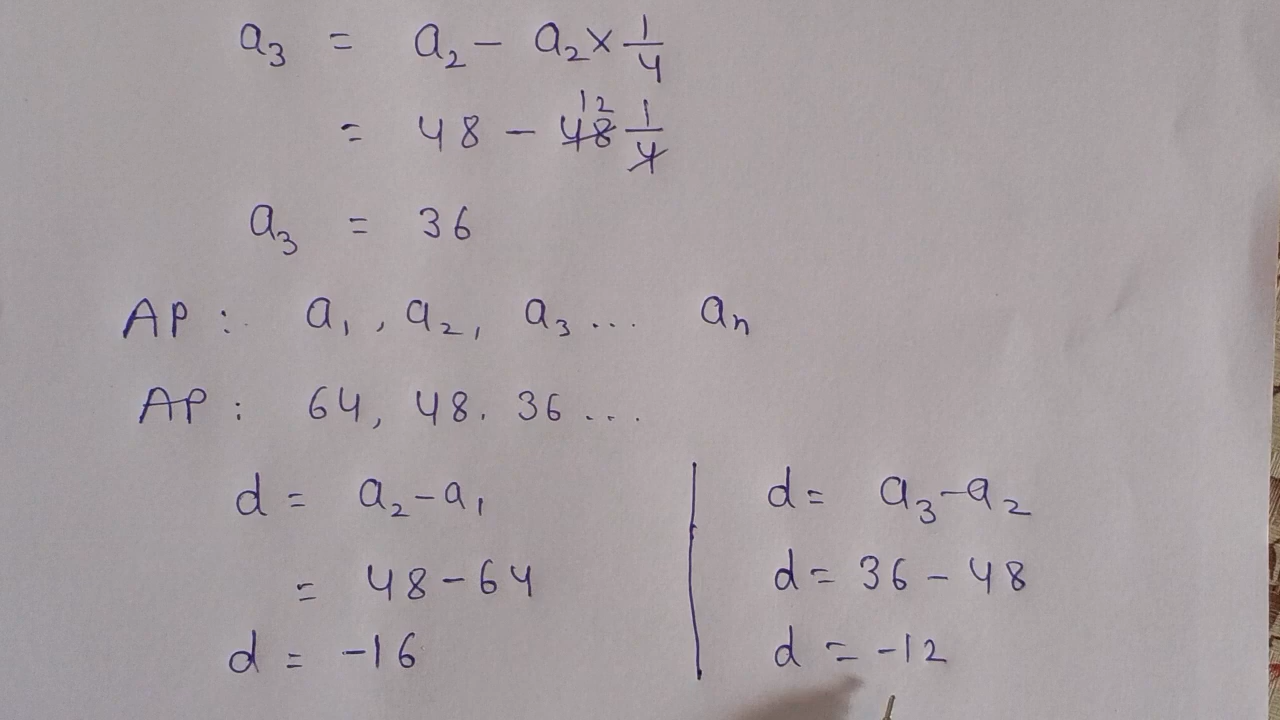 a₃ = a₂ - a₂ × 1/4
= 48 - 48 12 1/4
a₃ = 36
AP : a₁, a₂, a₃ ... aₙ
AP : 64, 48. 36 ...
d = a₂ - a₁
= 48 - 64
d = -16
d = a₃ - a₂
d = 36 - 48
d = -12